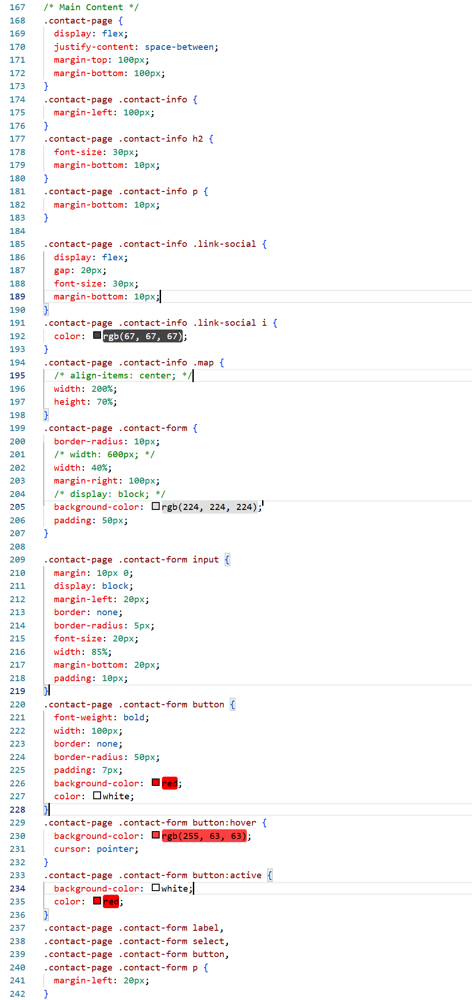 167 /* Main Content */
168 .contact-page {
169   display: flex;
170   justify-content: space-between;
171   margin-top: 100px;
172   margin-bottom: 100px;
173 }
174 .contact-page .contact-info {
175   margin-left: 100px;
176 }
177 .contact-page .contact-info h2 {
178   font-size: 30px;
179   margin-bottom: 10px;
180 }
181 .contact-page .contact-info p {
182   margin-bottom: 10px;
183 }
184
185 .contact-page .contact-info .link-social {
186   display: flex;
187   gap: 20px;
188   font-size: 30px;
189   margin-bottom: 10px;
190 }
191 .contact-page .contact-info .link-social i {
192   color: rgb(67, 67, 67);
193 }
194 .contact-page .contact-info .map {
195   /* align-items: center; */
196   width: 200%;
197   height: 70%;
198 }
199 .contact-page .contact-form {
200   border-radius: 10px;
201   /* width: 600px; */
202   width: 40%;
203   margin-right: 100px;
204   /* display: block; */
205   background-color: rgb(224, 224, 224);
206   padding: 50px;
207 }
208
209 .contact-page .contact-form input {
210   margin: 10px 0;
211   display: block;
212   margin-left: 20px;
213   border: none;
214   border-radius: 5px;
215   font-size: 20px;
216   width: 85%;
217   margin-bottom: 20px;
218   padding: 10px;
219 }
220 .contact-page .contact-form button {
221   font-weight: bold;
222   width: 100px;
223   border: none;
224   border-radius: 50px;
225   padding: 7px;
226   background-color: red;
227   color: white;
228 }
229 .contact-page .contact-form button:hover {
230   background-color: rgb(255, 63, 63);
231   cursor: pointer;
232 }
233 .contact-page .contact-form button:active {
234   background-color: white;
235   color: red;
236 }
237 .contact-page .contact-form label,
238 .contact-page .contact-form select,
239 .contact-page .contact-form button,
240 .contact-page .contact-form p {
241   margin-left: 20px;
242 }